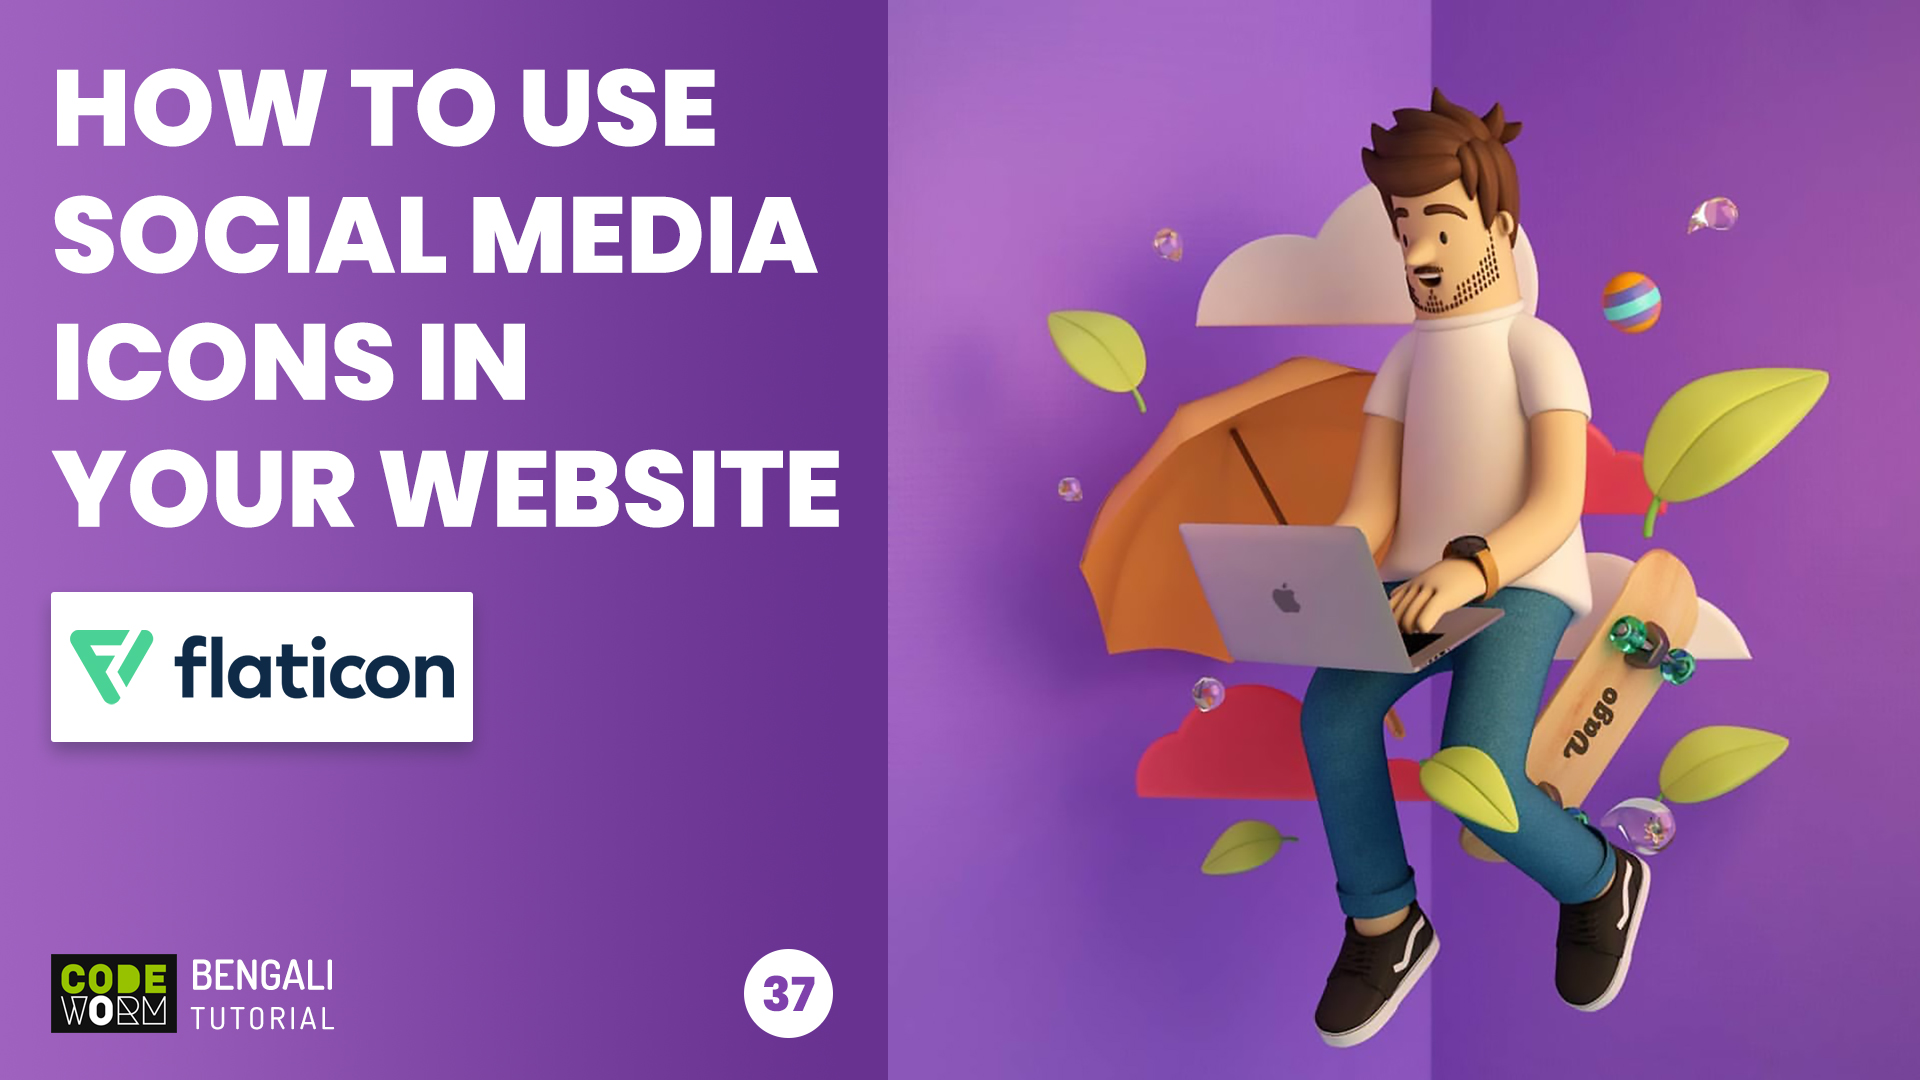 HOW TO USE
SOCIAL MEDIA
ICONS IN
YOUR WEBSITE
flaticon
CODE
WORM
BENGALI
TUTORIAL
37
Vago